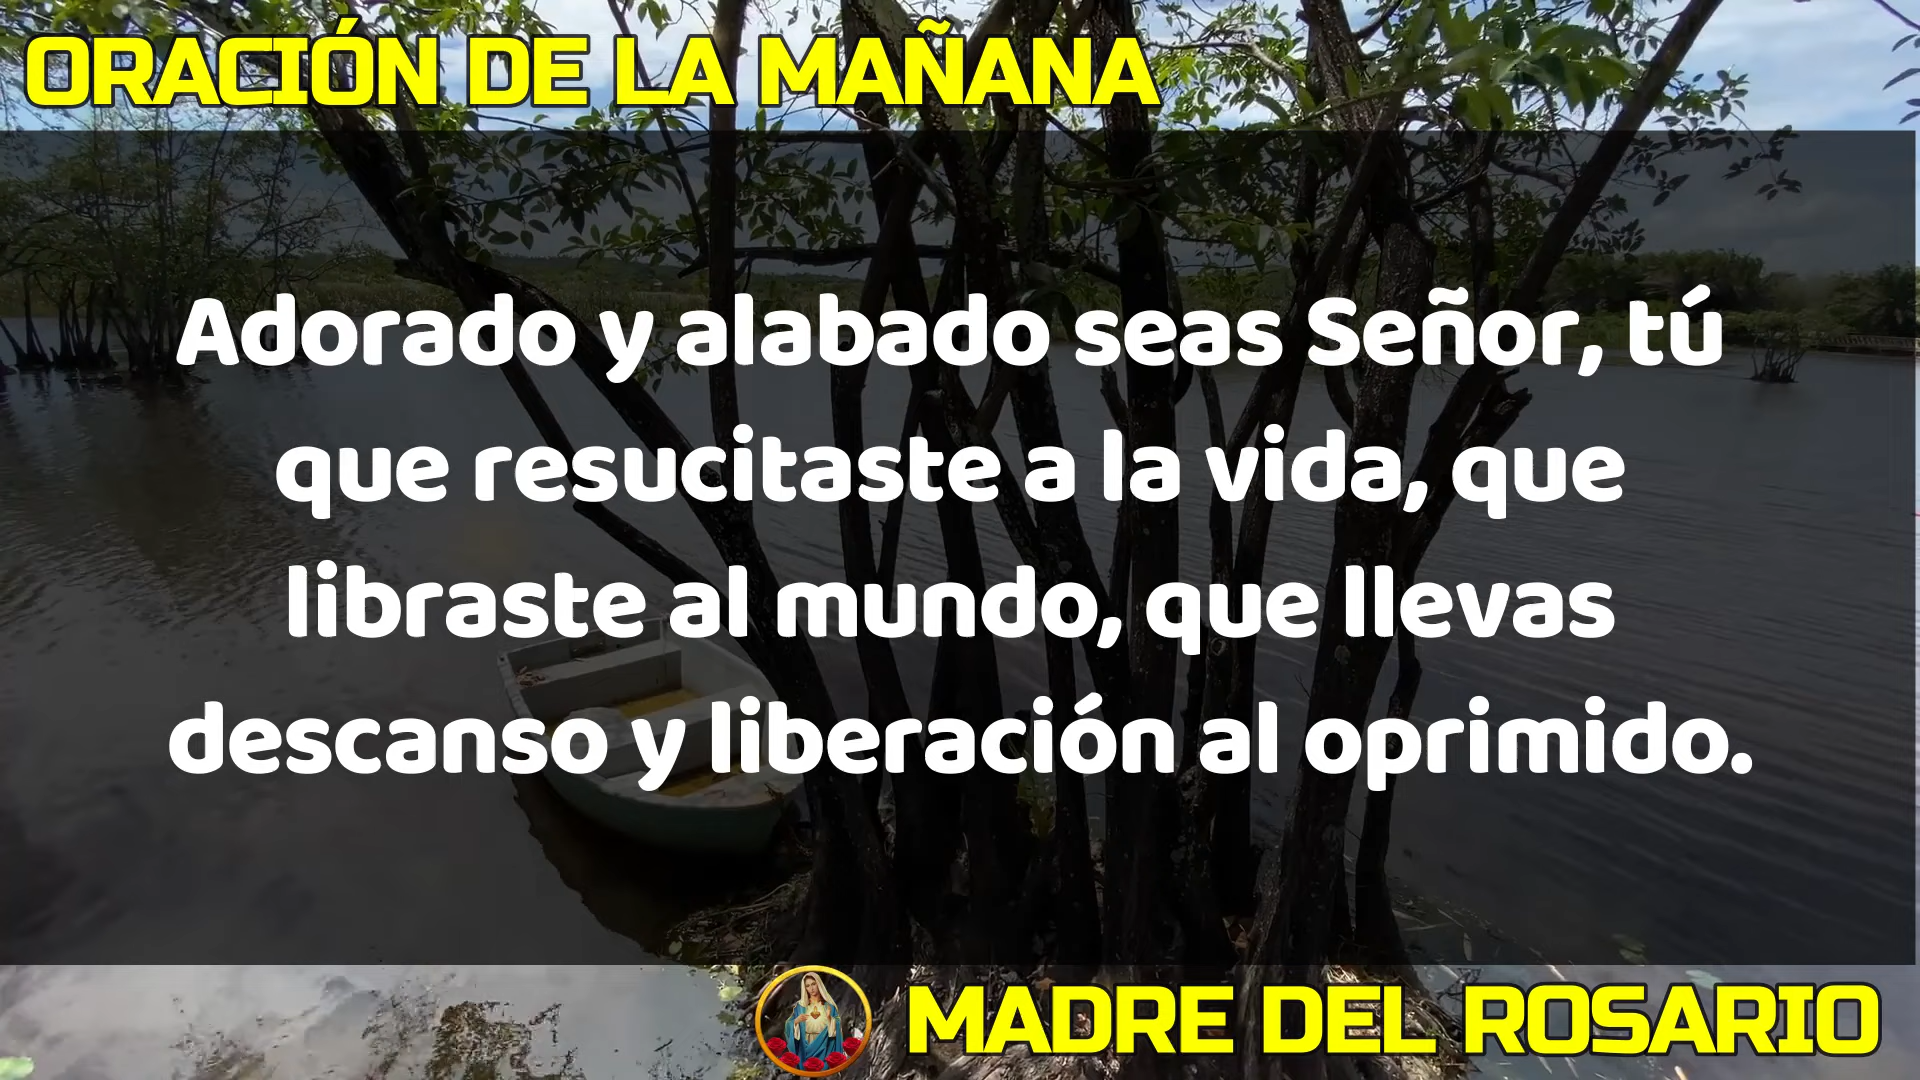 ORACIÓN DE LA MAÑANA
Adorado y alabado seas Señor, tú
que resucitaste a la vida, que
libraste al mundo, que llevas
descanso y liberación al oprimido.
MADRE DEL ROSARIO